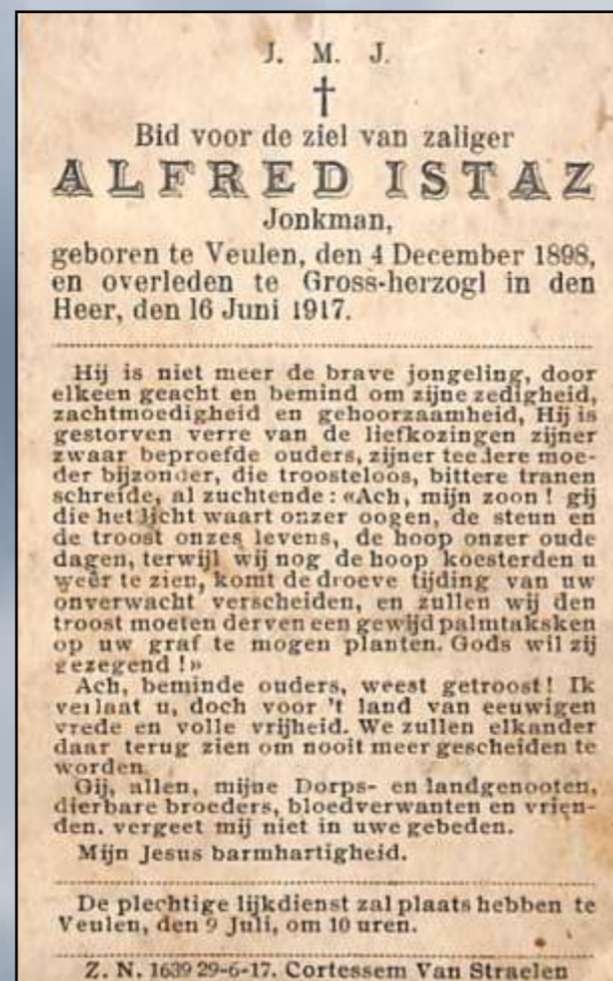 J. M. J.
Bid voor de ziel van zaliger
ALFRED ISTAZ
Jonkman,
geboren te Veulen, den 4 December 1898,
en overleden te Gross-herzogl in den
Heer, den 16 Juni 1917.
Hij is niet meer de brave jongeling, door
elkeen geacht en bemind om zijne zedigheid,
zachtmoedigheid en gehoorzaamheid, Hij is
gestorven verre van de liefkozingen zijner
zwaar beproefde ouders, zijner teedere moe-
der bijzonder, die troosteloos, bittere tranen
schreide, al zuchtende : «Ach, mijn zoon ! gij
die het licht waart onzer oogen, de steun en
de troost onzes levens, de hoop onzer oude
dagen, terwijl wij nog de hoop koesterden u
weêr te zien, komt de droeve tijding van uw
onverwacht verscheiden, en zullen wij den
troost moeten derven een gewijd palmtaksken
op uw graf te mogen planten. Gods wil zij
gezegend !»
Ach, beminde ouders, weest getroost ! Ik
verlaat u, doch voor 't land van eeuwigen
vrede en volle vrijheid. We zullen elkander
daar terug zien om nooit meer gescheiden te
worden.
Gij, allen, mijne Dorps- en landgenooten,
dierbare broeders, bloedverwanten en vrien-
den. vergeet mij niet in uwe gebeden.
Mijn Jesus barmhartigheid.
De plechtige lijkdienst zal plaats hebben te
Veulen, den 9 Juli, om 10 uren.
Z. N. 1639 29-6-17. Cortessem Van Straelen